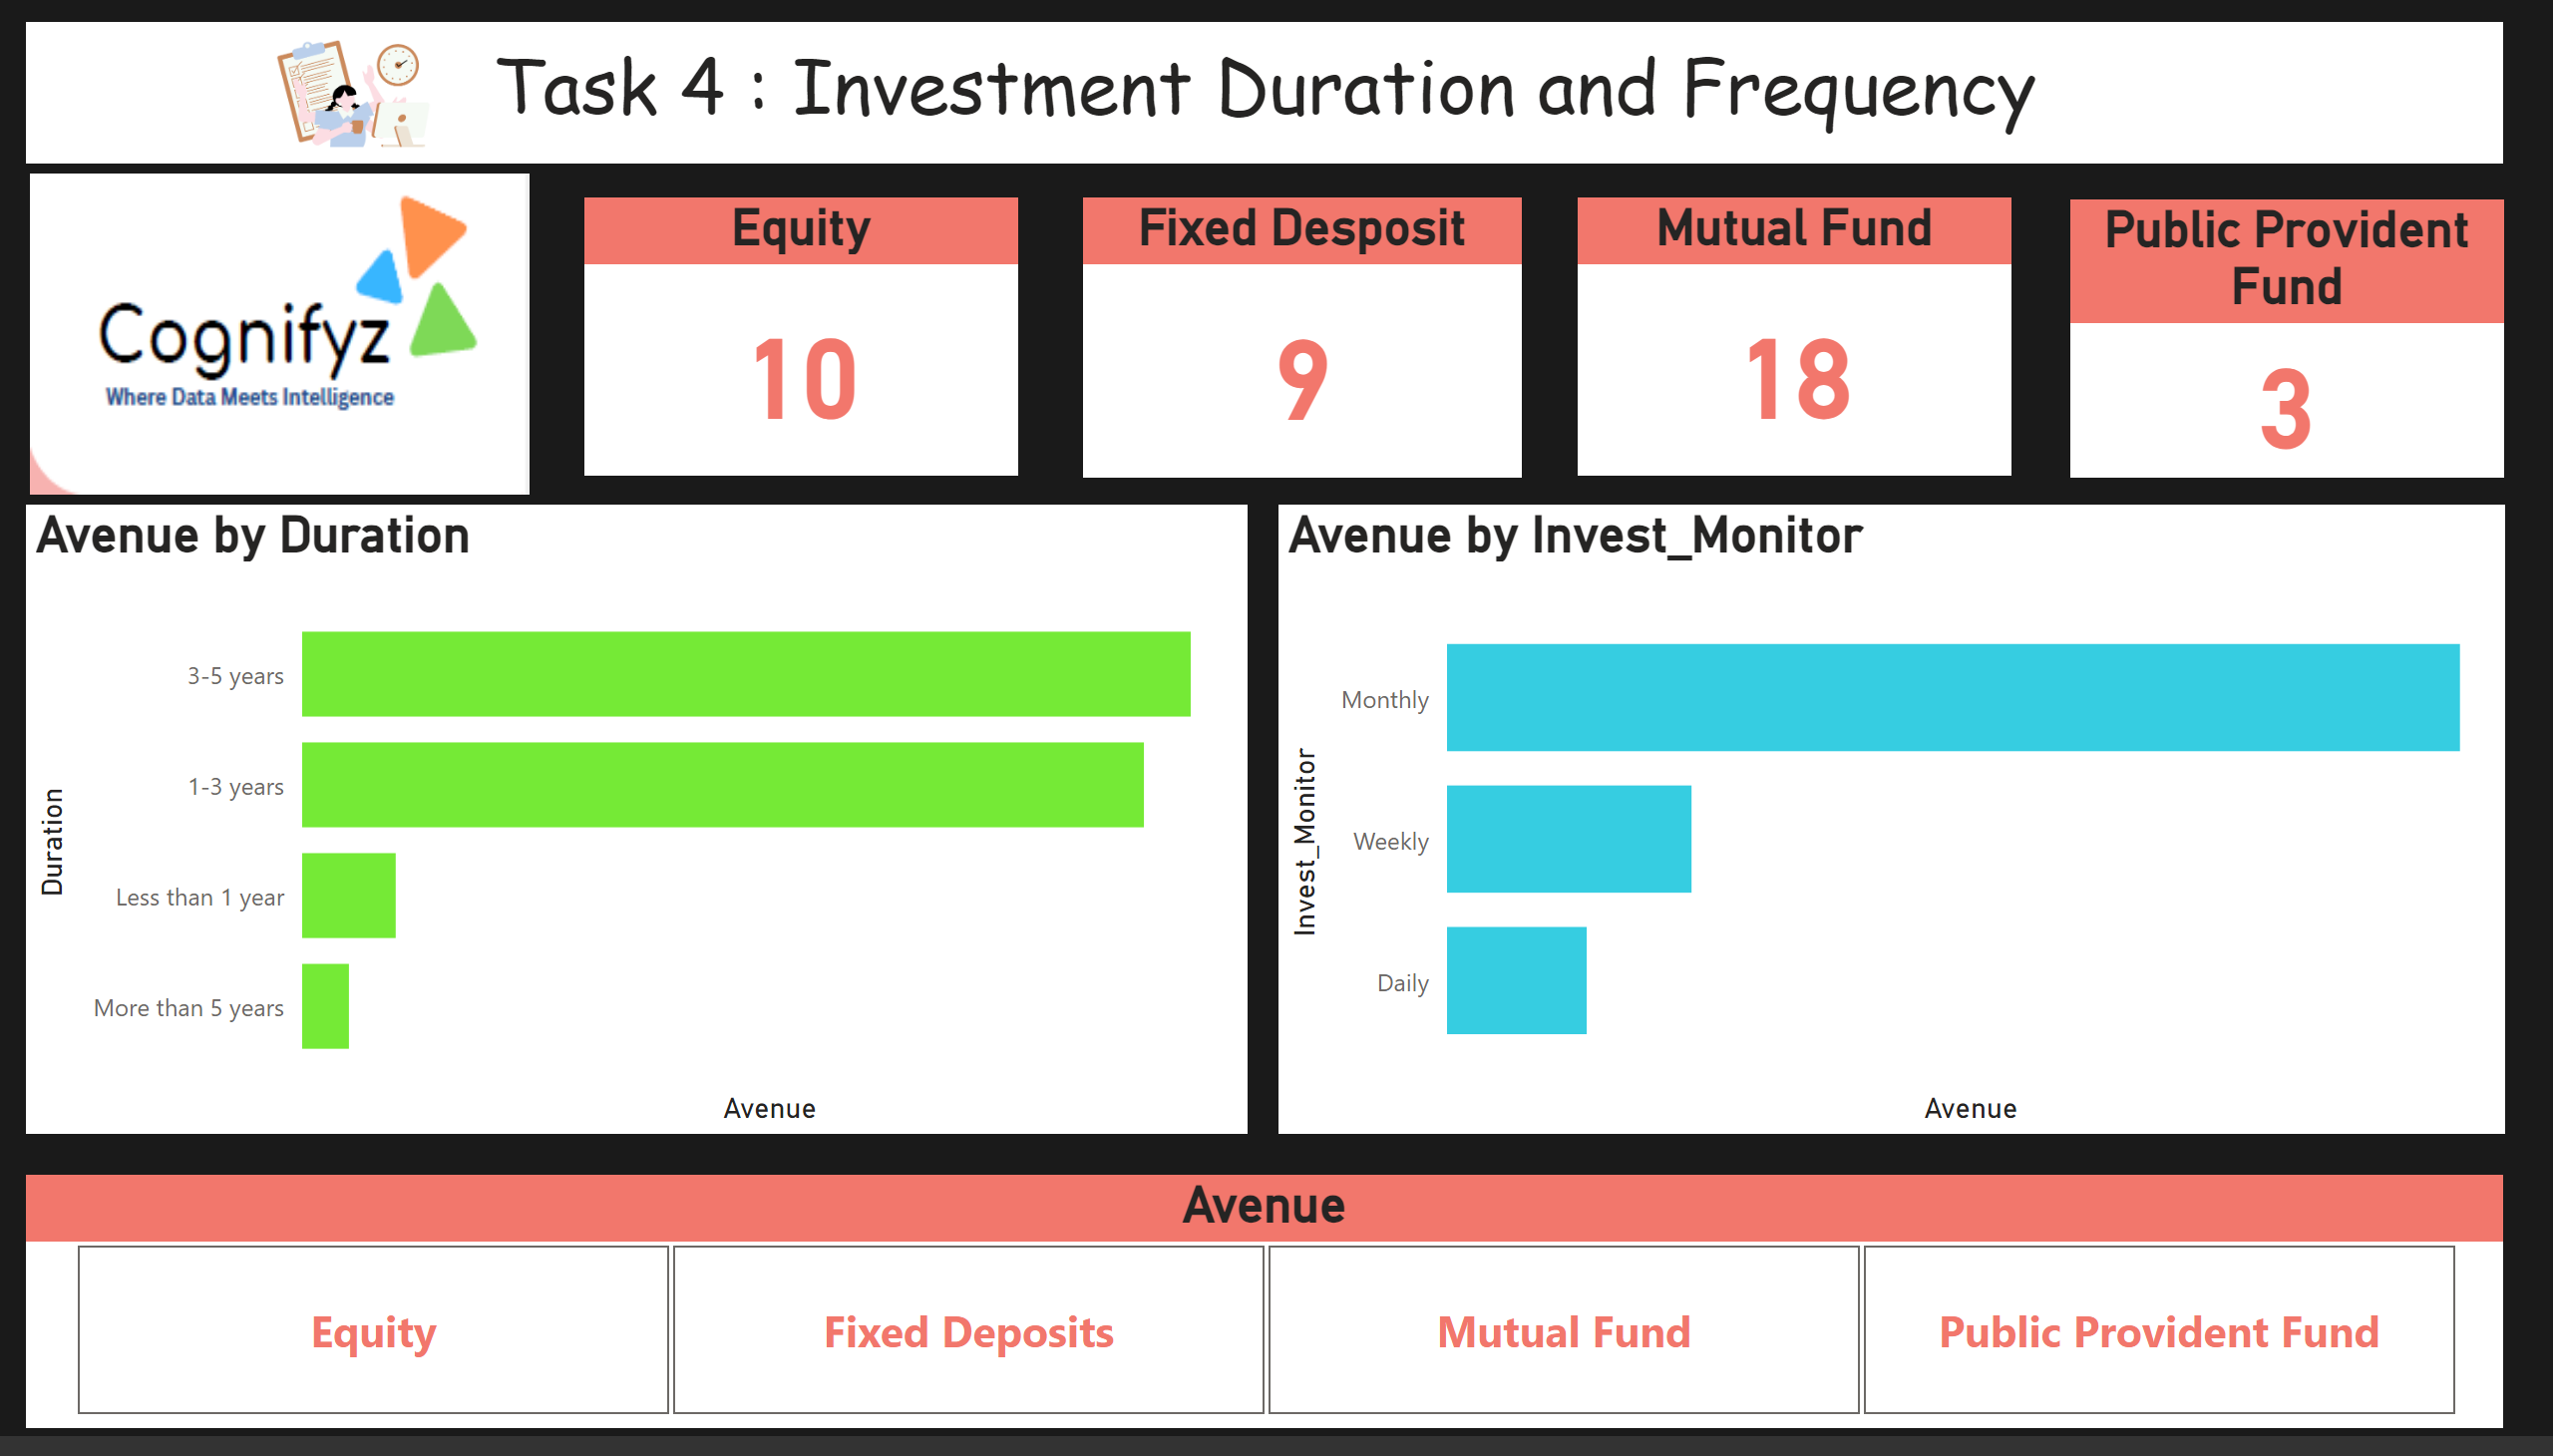 Task 4 : Investment Duration and Frequency
Cognifyz
Where Data Meets Intelligence
Equity
10
Fixed Desposit
9
Mutual Fund
18
Public Provident
Fund
3
Avenue by Duration
Duration
3-5 years
1-3 years
Less than 1 year
More than 5 years
Avenue
Avenue by Invest_Monitor
Invest_Monitor
Monthly
Weekly
Daily
Avenue
Avenue
Equity
Fixed Deposits
Mutual Fund
Public Provident Fund